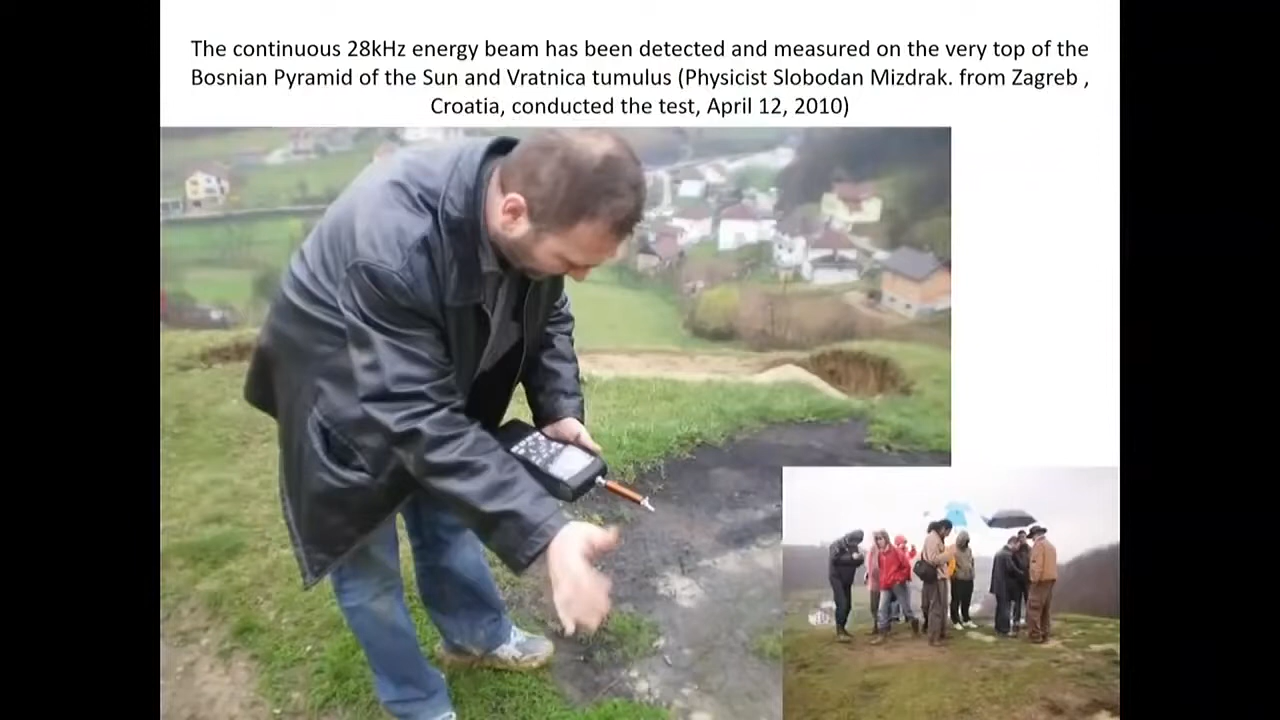 The continuous 28kHz energy beam has been detected and measured on the very top of the
Bosnian Pyramid of the Sun and Vratnica tumulus (Physicist Slobodan Mizdrak. from Zagreb ,
Croatia, conducted the test, April 12, 2010)